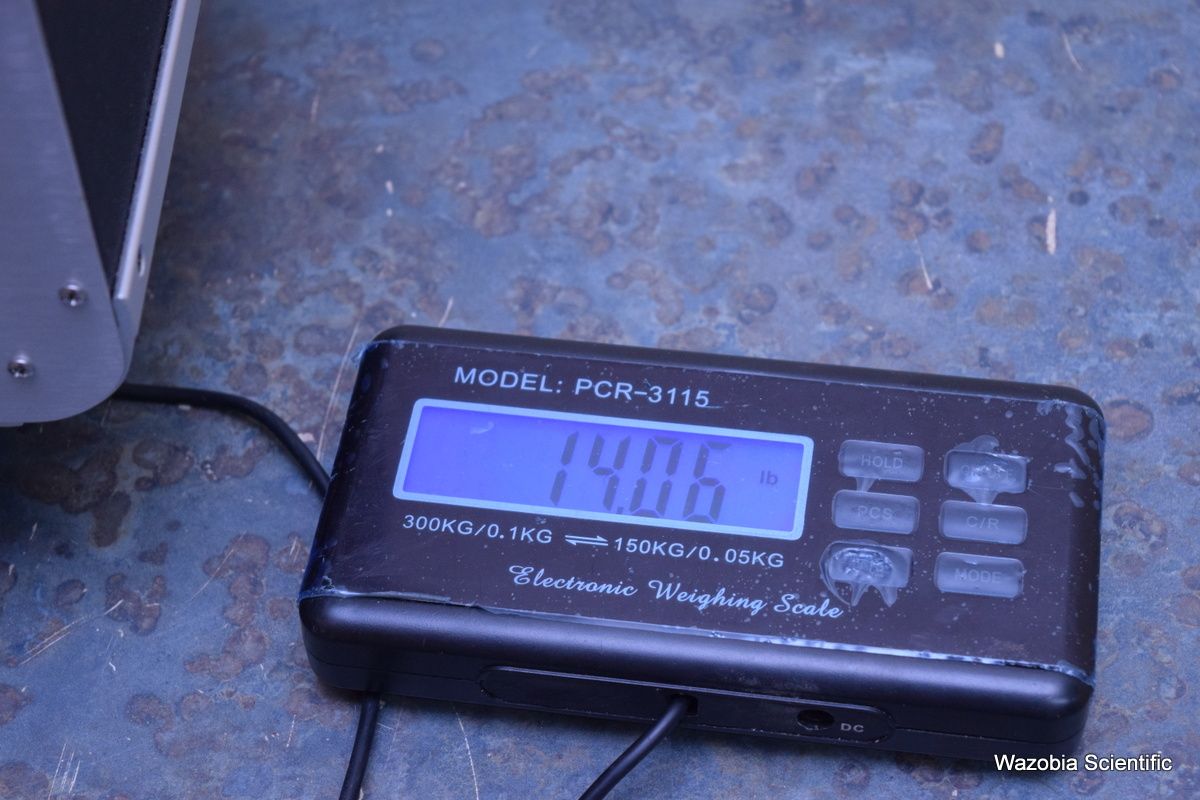 MODEL: PCR-3115
14.06 lb
300KG/0.1KG ⇌ 150KG/0.05KG
Electronic Weighing Scale
HOLD
PCS
C/R
MODE
DC
Wazobia Scientific